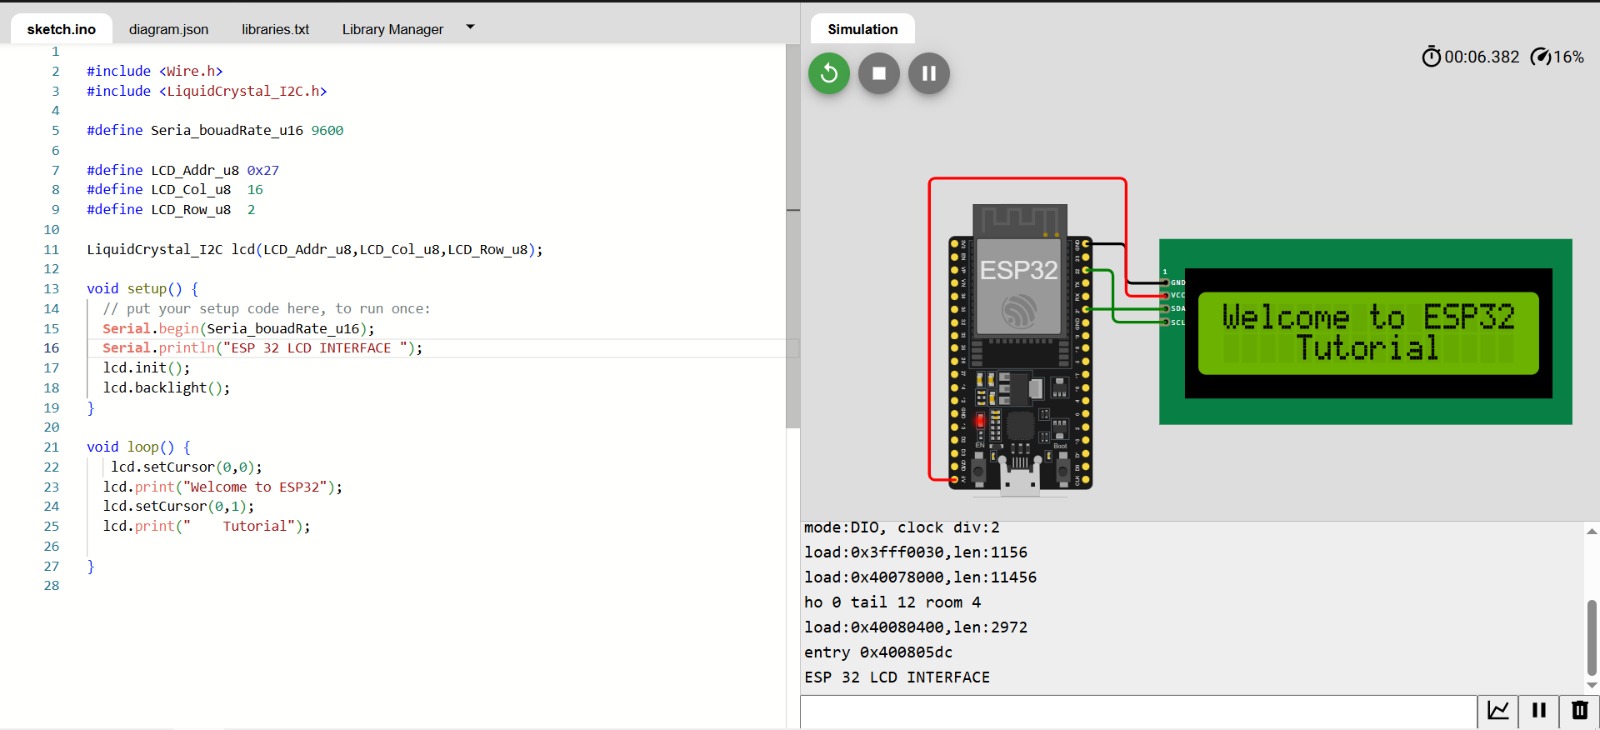 sketch.ino diagram.json libraries.txt Library Manager
1
2 #include <Wire.h>
3 #include <LiquidCrystal_I2C.h>
4
5 #define Seria_bouadRate_u16 9600
6
7 #define LCD_Addr_u8 0x27
8 #define LCD_Col_u8  16
9 #define LCD_Row_u8  2
10
11 LiquidCrystal_I2C lcd(LCD_Addr_u8,LCD_Col_u8,LCD_Row_u8);
12
13 void setup() {
14   // put your setup code here, to run once:
15   Serial.begin(Seria_bouadRate_u16);
16   Serial.println("ESP 32 LCD INTERFACE ");
17   lcd.init();
18   lcd.backlight();
19 }
20
21 void loop() {
22    lcd.setCursor(0,0);
23   lcd.print("Welcome to ESP32");
24   lcd.setCursor(0,1);
25   lcd.print("    Tutorial");
26
27 }
28
Simulation
00:06.382 16%
ESP32
EN
Boot
1
GND
VCC
SDA
SCL
Welcome to ESP32
Tutorial
mode:DIO, clock div:2
load:0x3fff0030,len:1156
load:0x40078000,len:11456
ho 0 tail 12 room 4
load:0x40080400,len:2972
entry 0x400805dc
ESP 32 LCD INTERFACE